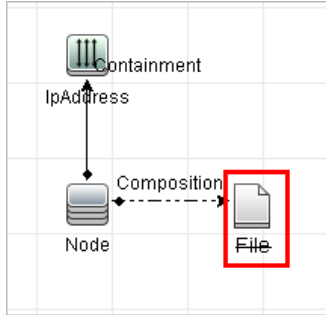 Containment
IpAddress
Composition
Node
File